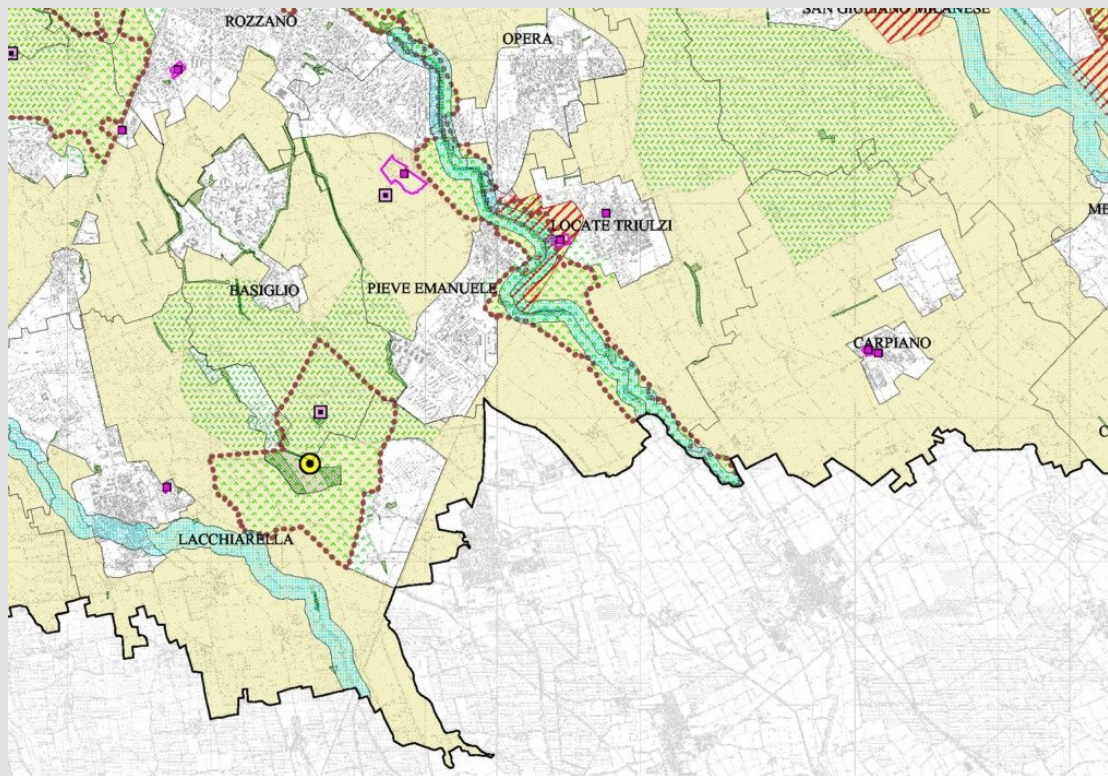 SAN GIULIANO MILANESE
ROZZANO
OPERA
LOCATE TRIULZI
BASIGLIO
PIEVE EMANUELE
CARPIANO
LACCHIARELLA